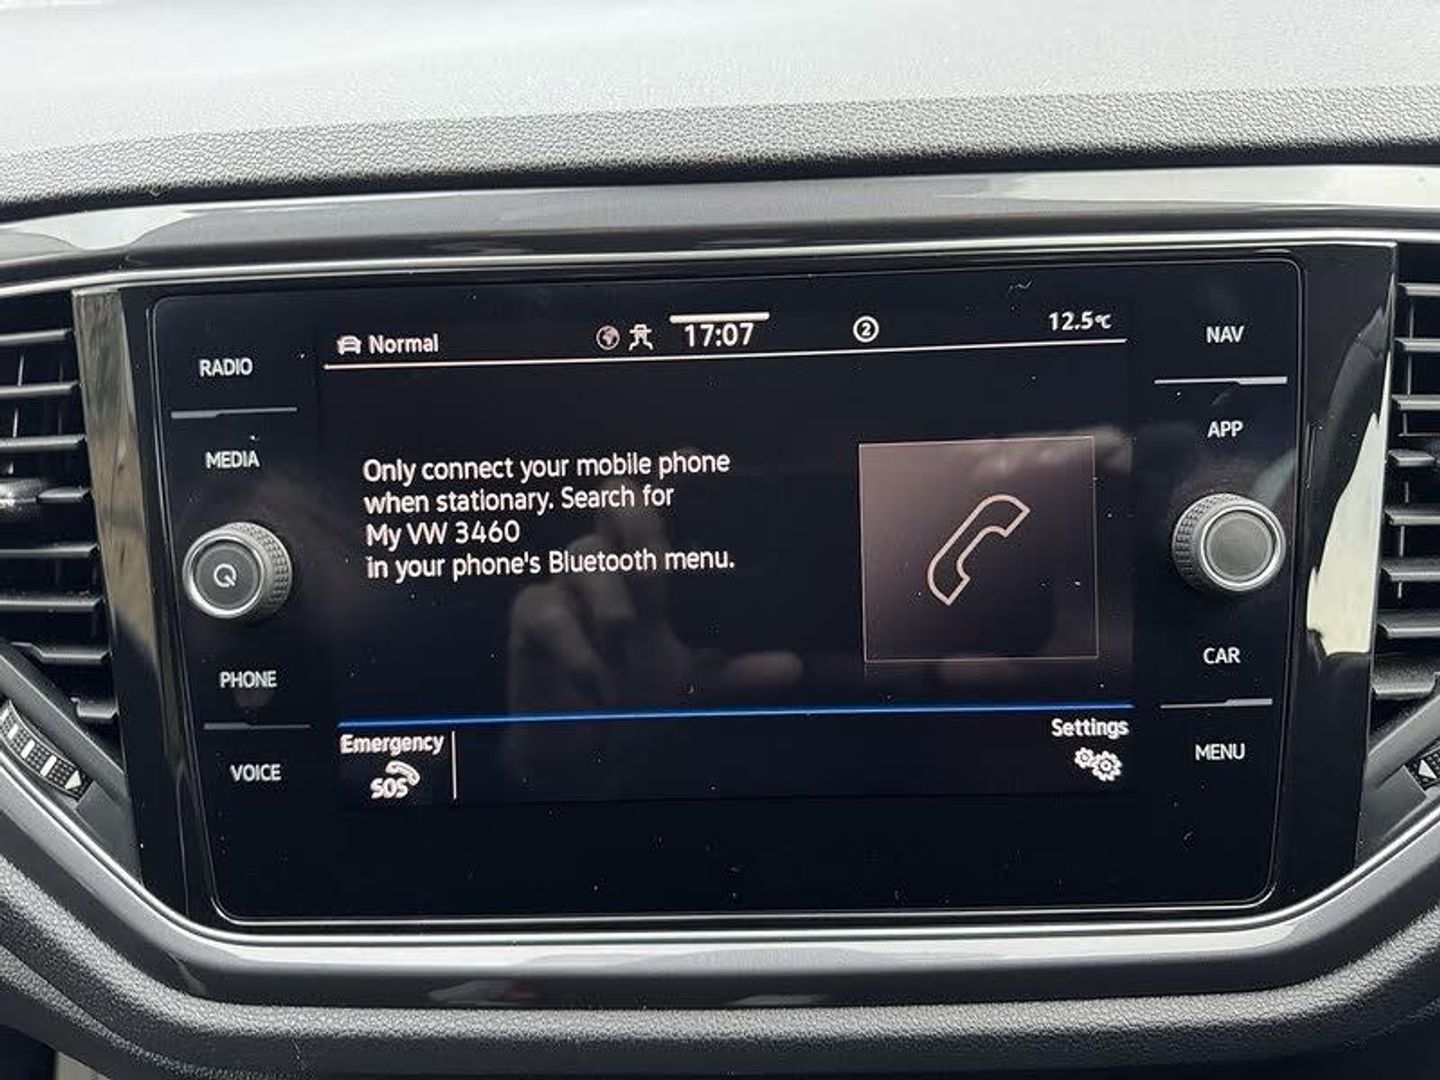 Normal
17:07
2
12.5°C
RADIO
MEDIA
PHONE
VOICE
Only connect your mobile phone
when stationary. Search for
My VW 3460
in your phone's Bluetooth menu.
Emergency
SOS
Settings
NAV
APP
CAR
MENU